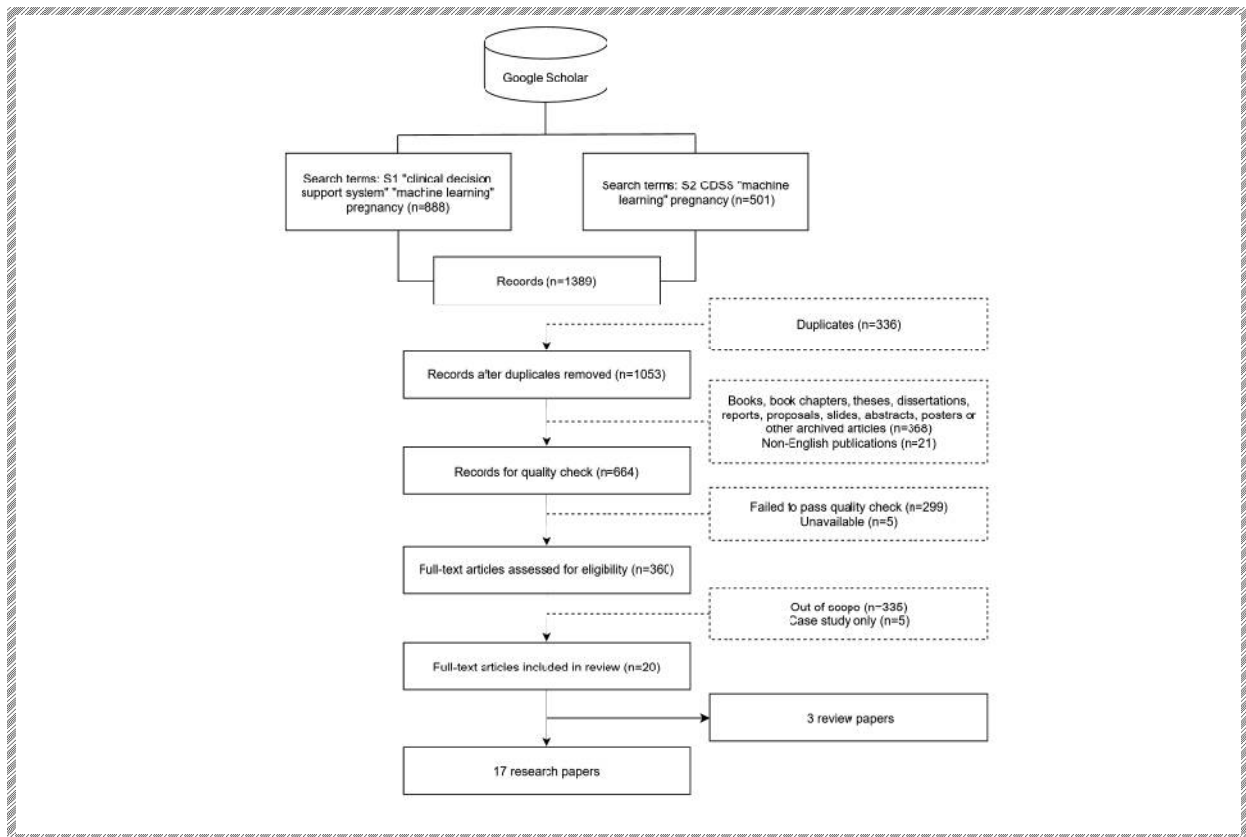 Google Scholar
Search terms: S1 "clinical decision
support system" "machine learning"
pregnancy (n=888)
Search terms: S2 CDSS "machine
learning" pregnancy (n=501)
Records (n=1389)
Duplicates (n=336)
Records after duplicates removed (n=1053)
Books, book chapters, theses, dissertations,
reports, proposals, slides, abstracts, posters or
other archived articles (n=368)
Non-English publications (n=21)
Records for quality check (n=664)
Failed to pass quality check (n=299)
Unavailable (n=5)
Full-text articles assessed for eligibility (n=360)
Out of scope (n=335)
Case study only (n=5)
Full-text articles included in review (n=20)
3 review papers
17 research papers